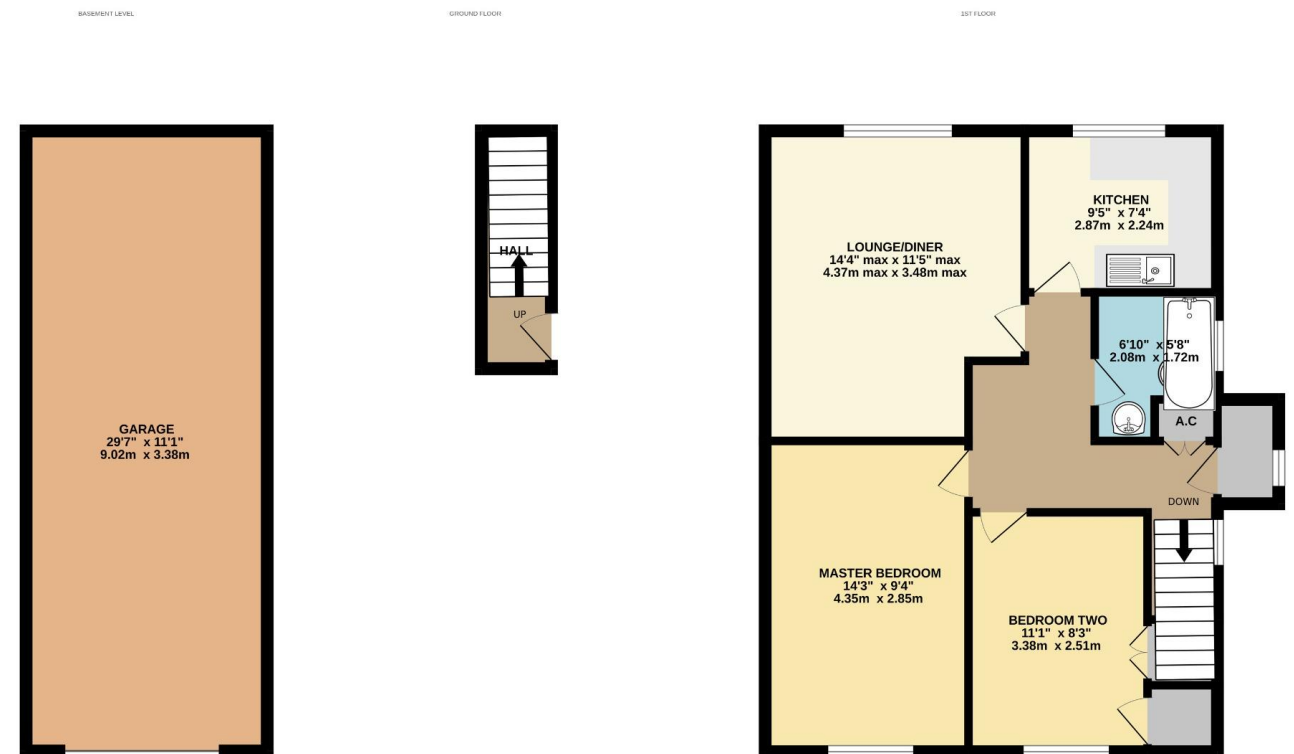 BASEMENT LEVEL
GROUND FLOOR
1ST FLOOR
GARAGE
29'7" x 11'1"
9.02m x 3.38m
HALL
UP
LOUNGE/DINER
14'4" max x 11'5" max
4.37m max x 3.48m max
KITCHEN
9'5" x 7'4"
2.87m x 2.24m
6'10" x 5'8"
2.08m x 1.72m
A.C
DOWN
MASTER BEDROOM
14'3" x 9'4"
4.35m x 2.85m
BEDROOM TWO
11'1" x 8'3"
3.38m x 2.51m